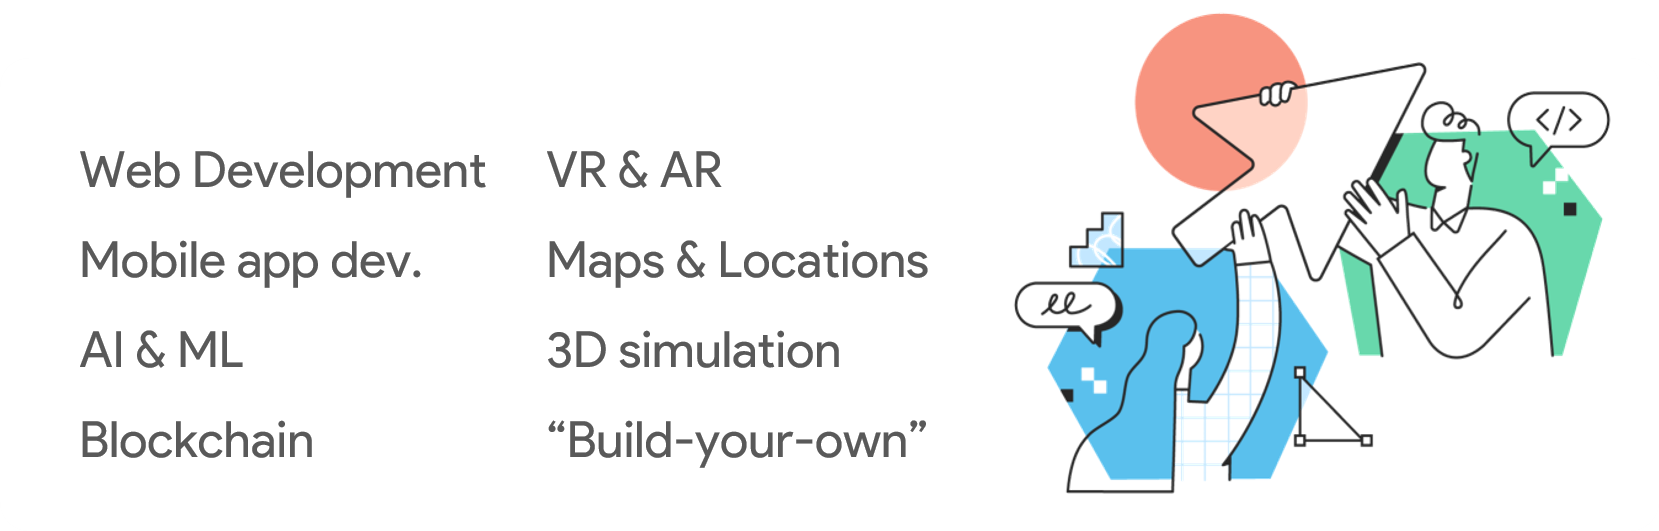 Web Development
Mobile app dev.
AI & ML
Blockchain
VR & AR
Maps & Locations
3D simulation
“Build-your-own”
</>